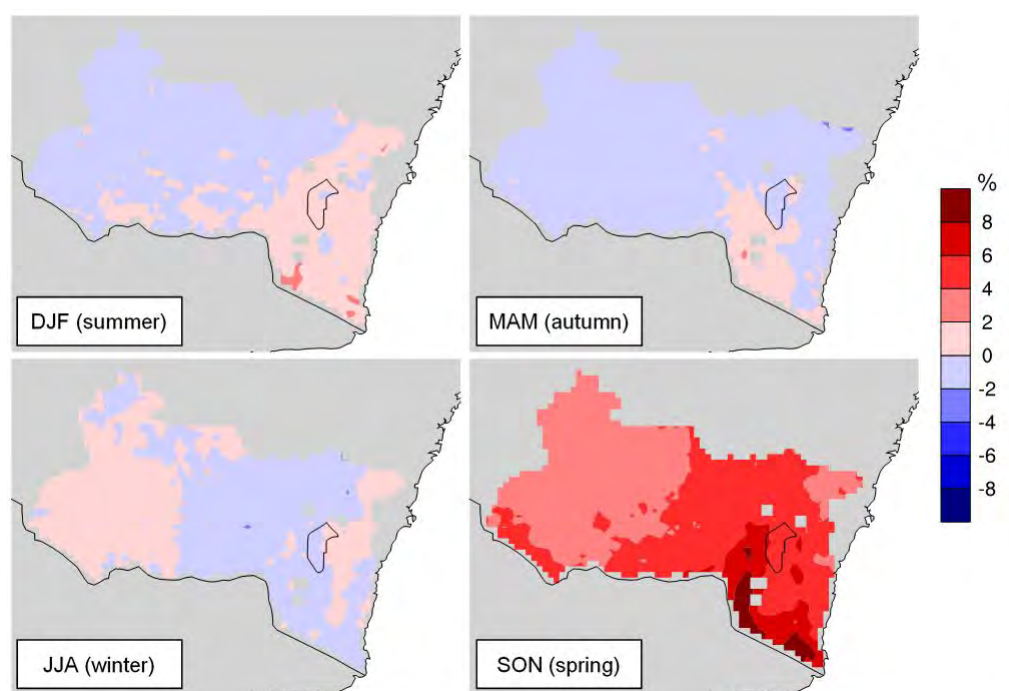 DJF (summer)
MAM (autumn)
%
8
6
4
2
0
-2
-4
-6
-8
JJA (winter)
SON (spring)